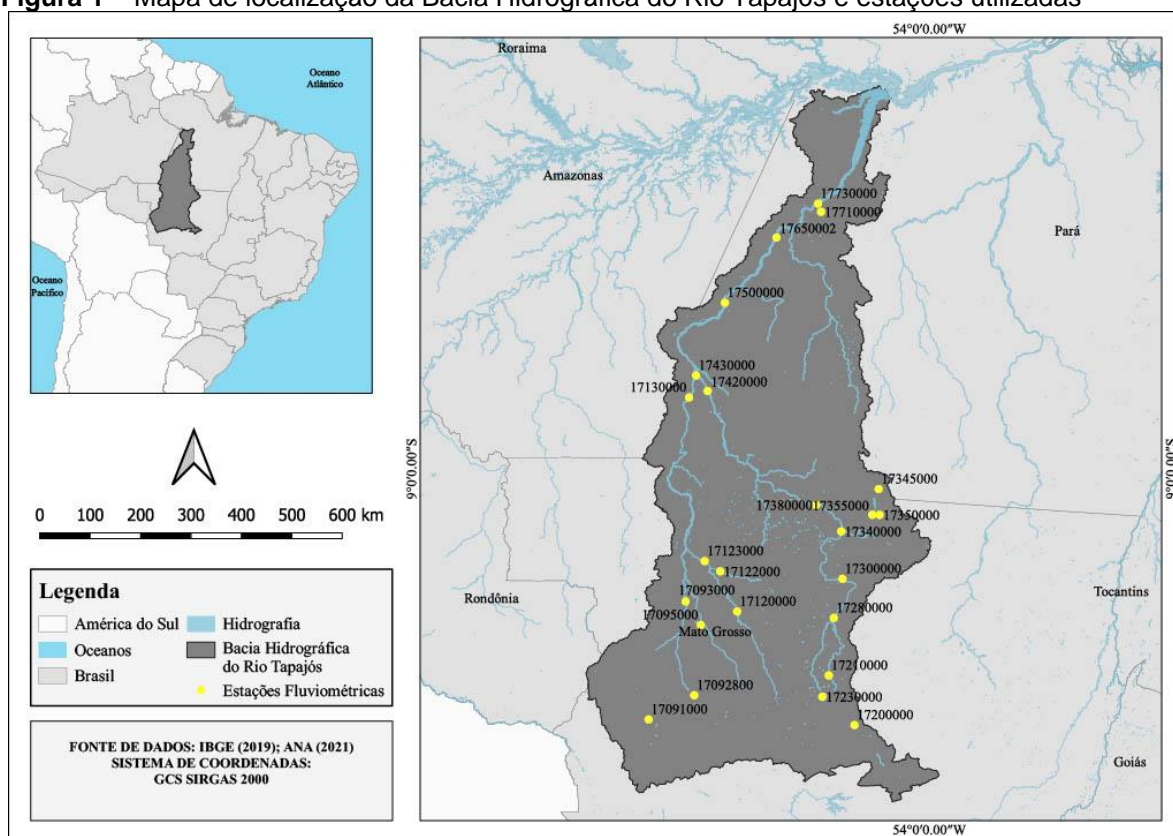 Figura 1 – Mapa de localização da Bacia Hidrográfica do Rio Tapajós e estações utilizadas
54°0'0.00"W
Oceano
Atlântico
Oceano
Pacífico
0 100 200 300 400 500 600 km
Legenda
América do Sul
Oceanos
Brasil
Hidrografia
Bacia Hidrográfica
do Rio Tapajós
Estações Fluviométricas
FONTE DE DADOS: IBGE (2019); ANA (2021)
SISTEMA DE COORDENADAS:
GCS SIRGAS 2000
Roraima
Amazonas
Pará
17730000
17710000
17650002
17500000
17430000
17130000
17420000
9°0'0.00"S
9°0'0.00"S
17345000
17380000
17355000
17350000
17340000
17123000
17122000
17300000
Rondônia
Tocantins
17093000
17095000
17120000
17280000
Mato Grosso
17210000
17092800
17230000
17091000
17200000
Goiás
54°0'0.00"W